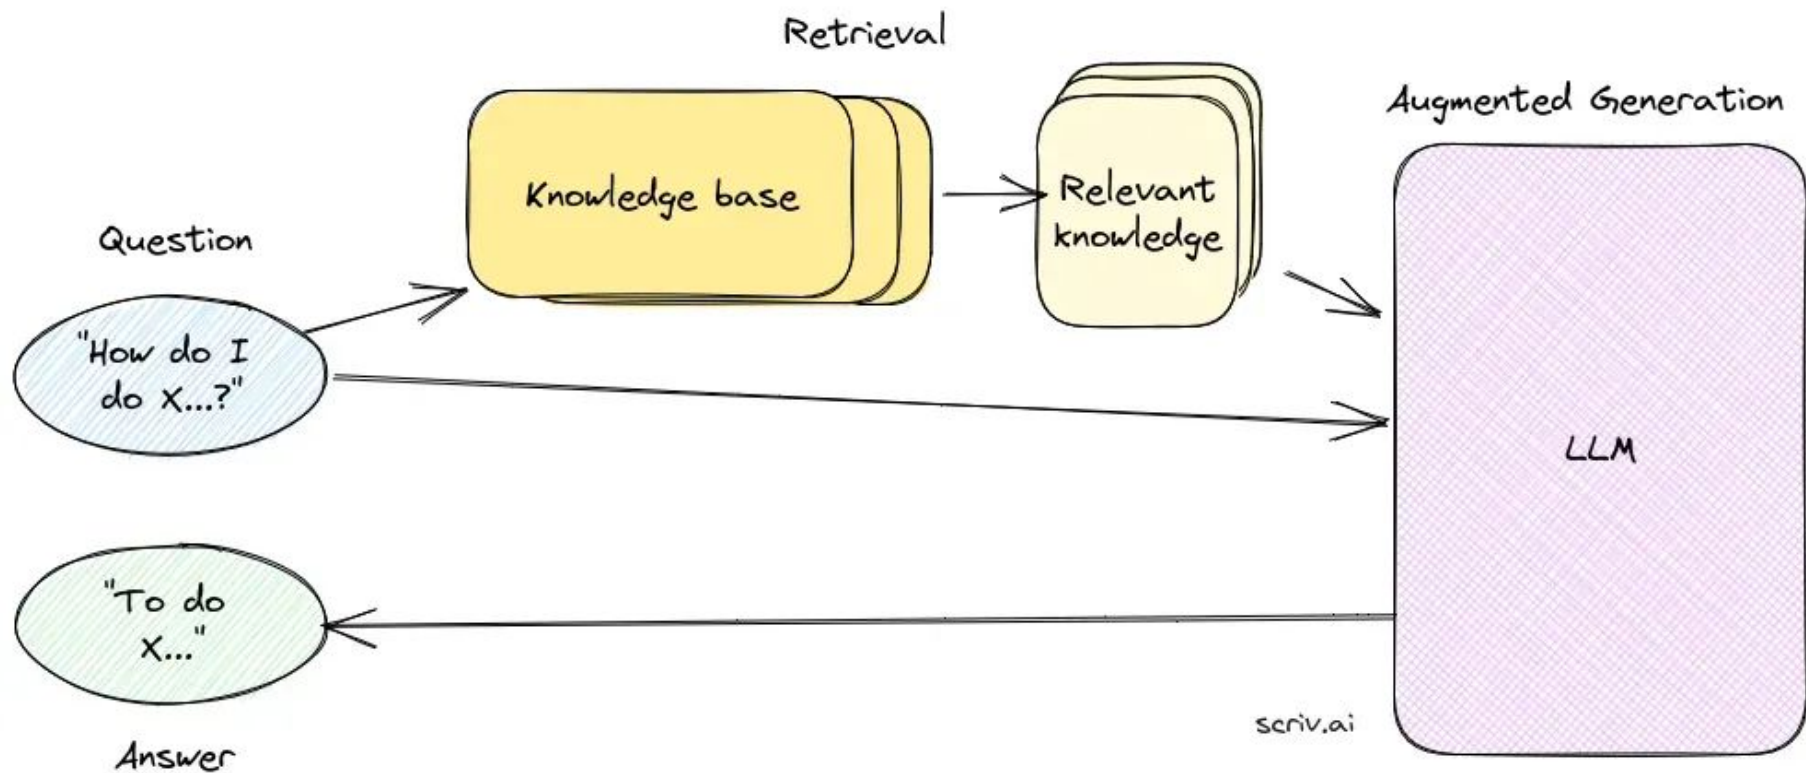 Retrieval
Augmented Generation
Knowledge base
Relevant
knowledge
Question
"How do I
do X...?"
LLM
"To do
X..."
scriv.ai
Answer